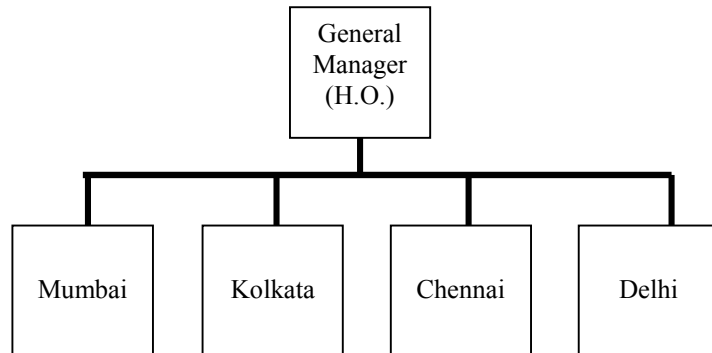 General
Manager
(H.O.)
Mumbai
Kolkata
Chennai
Delhi